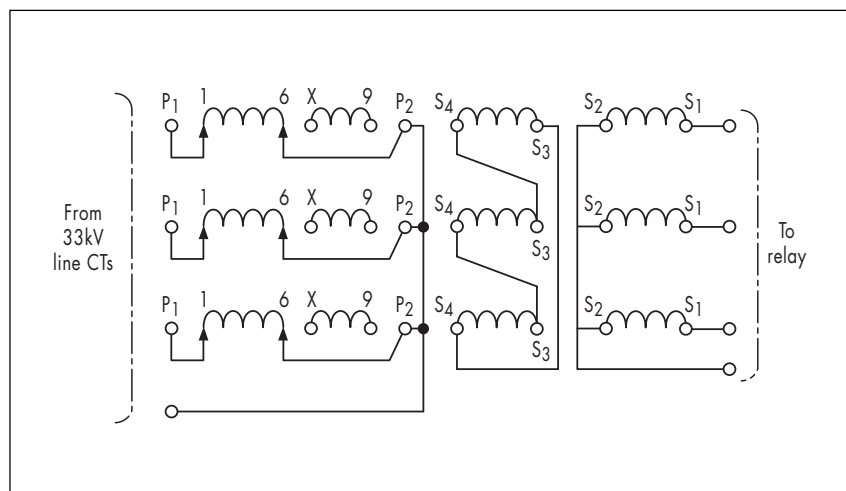 P1 1 6 X 9 P2 S4 S3 S2 S1
P1 1 6 X 9 P2 S4 S3 S2 S1
P1 1 6 X 9 P2 S4 S3 S2 S1
From
33kV
line CTs
To
relay